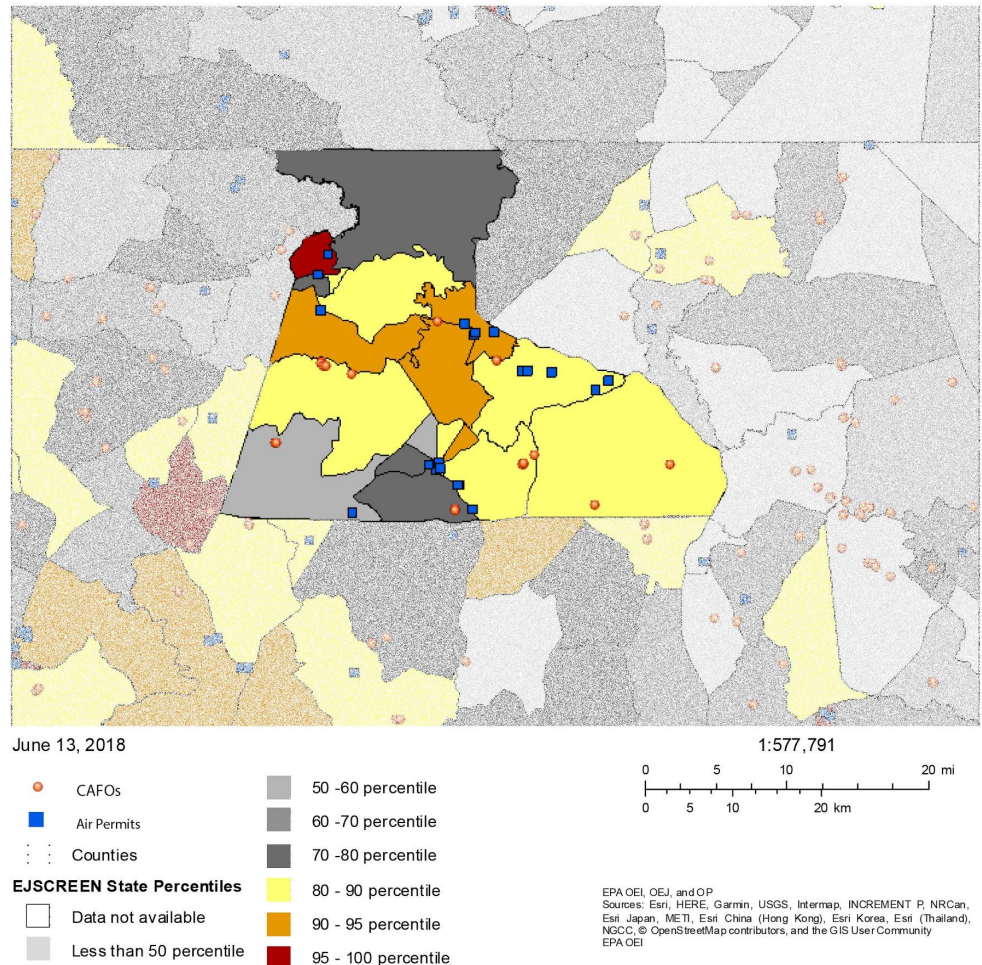 June 13, 2018
1:577,791
0 5 10 20 mi
0 5 10 20 km
CAFOs
Air Permits
Counties
EJSCREEN State Percentiles
Data not available
Less than 50 percentile
50 -60 percentile
60 -70 percentile
70 -80 percentile
80 - 90 percentile
90 - 95 percentile
95 - 100 percentile
EPA OEI, OEJ, and OP
Sources: Esri, HERE, Garmin, USGS, Intermap, INCREMENT P, NRCan,
Esri Japan, METI, Esri China (Hong Kong), Esri Korea, Esri (Thailand),
NGCC, © OpenStreetMap contributors, and the GIS User Community
EPA OEI